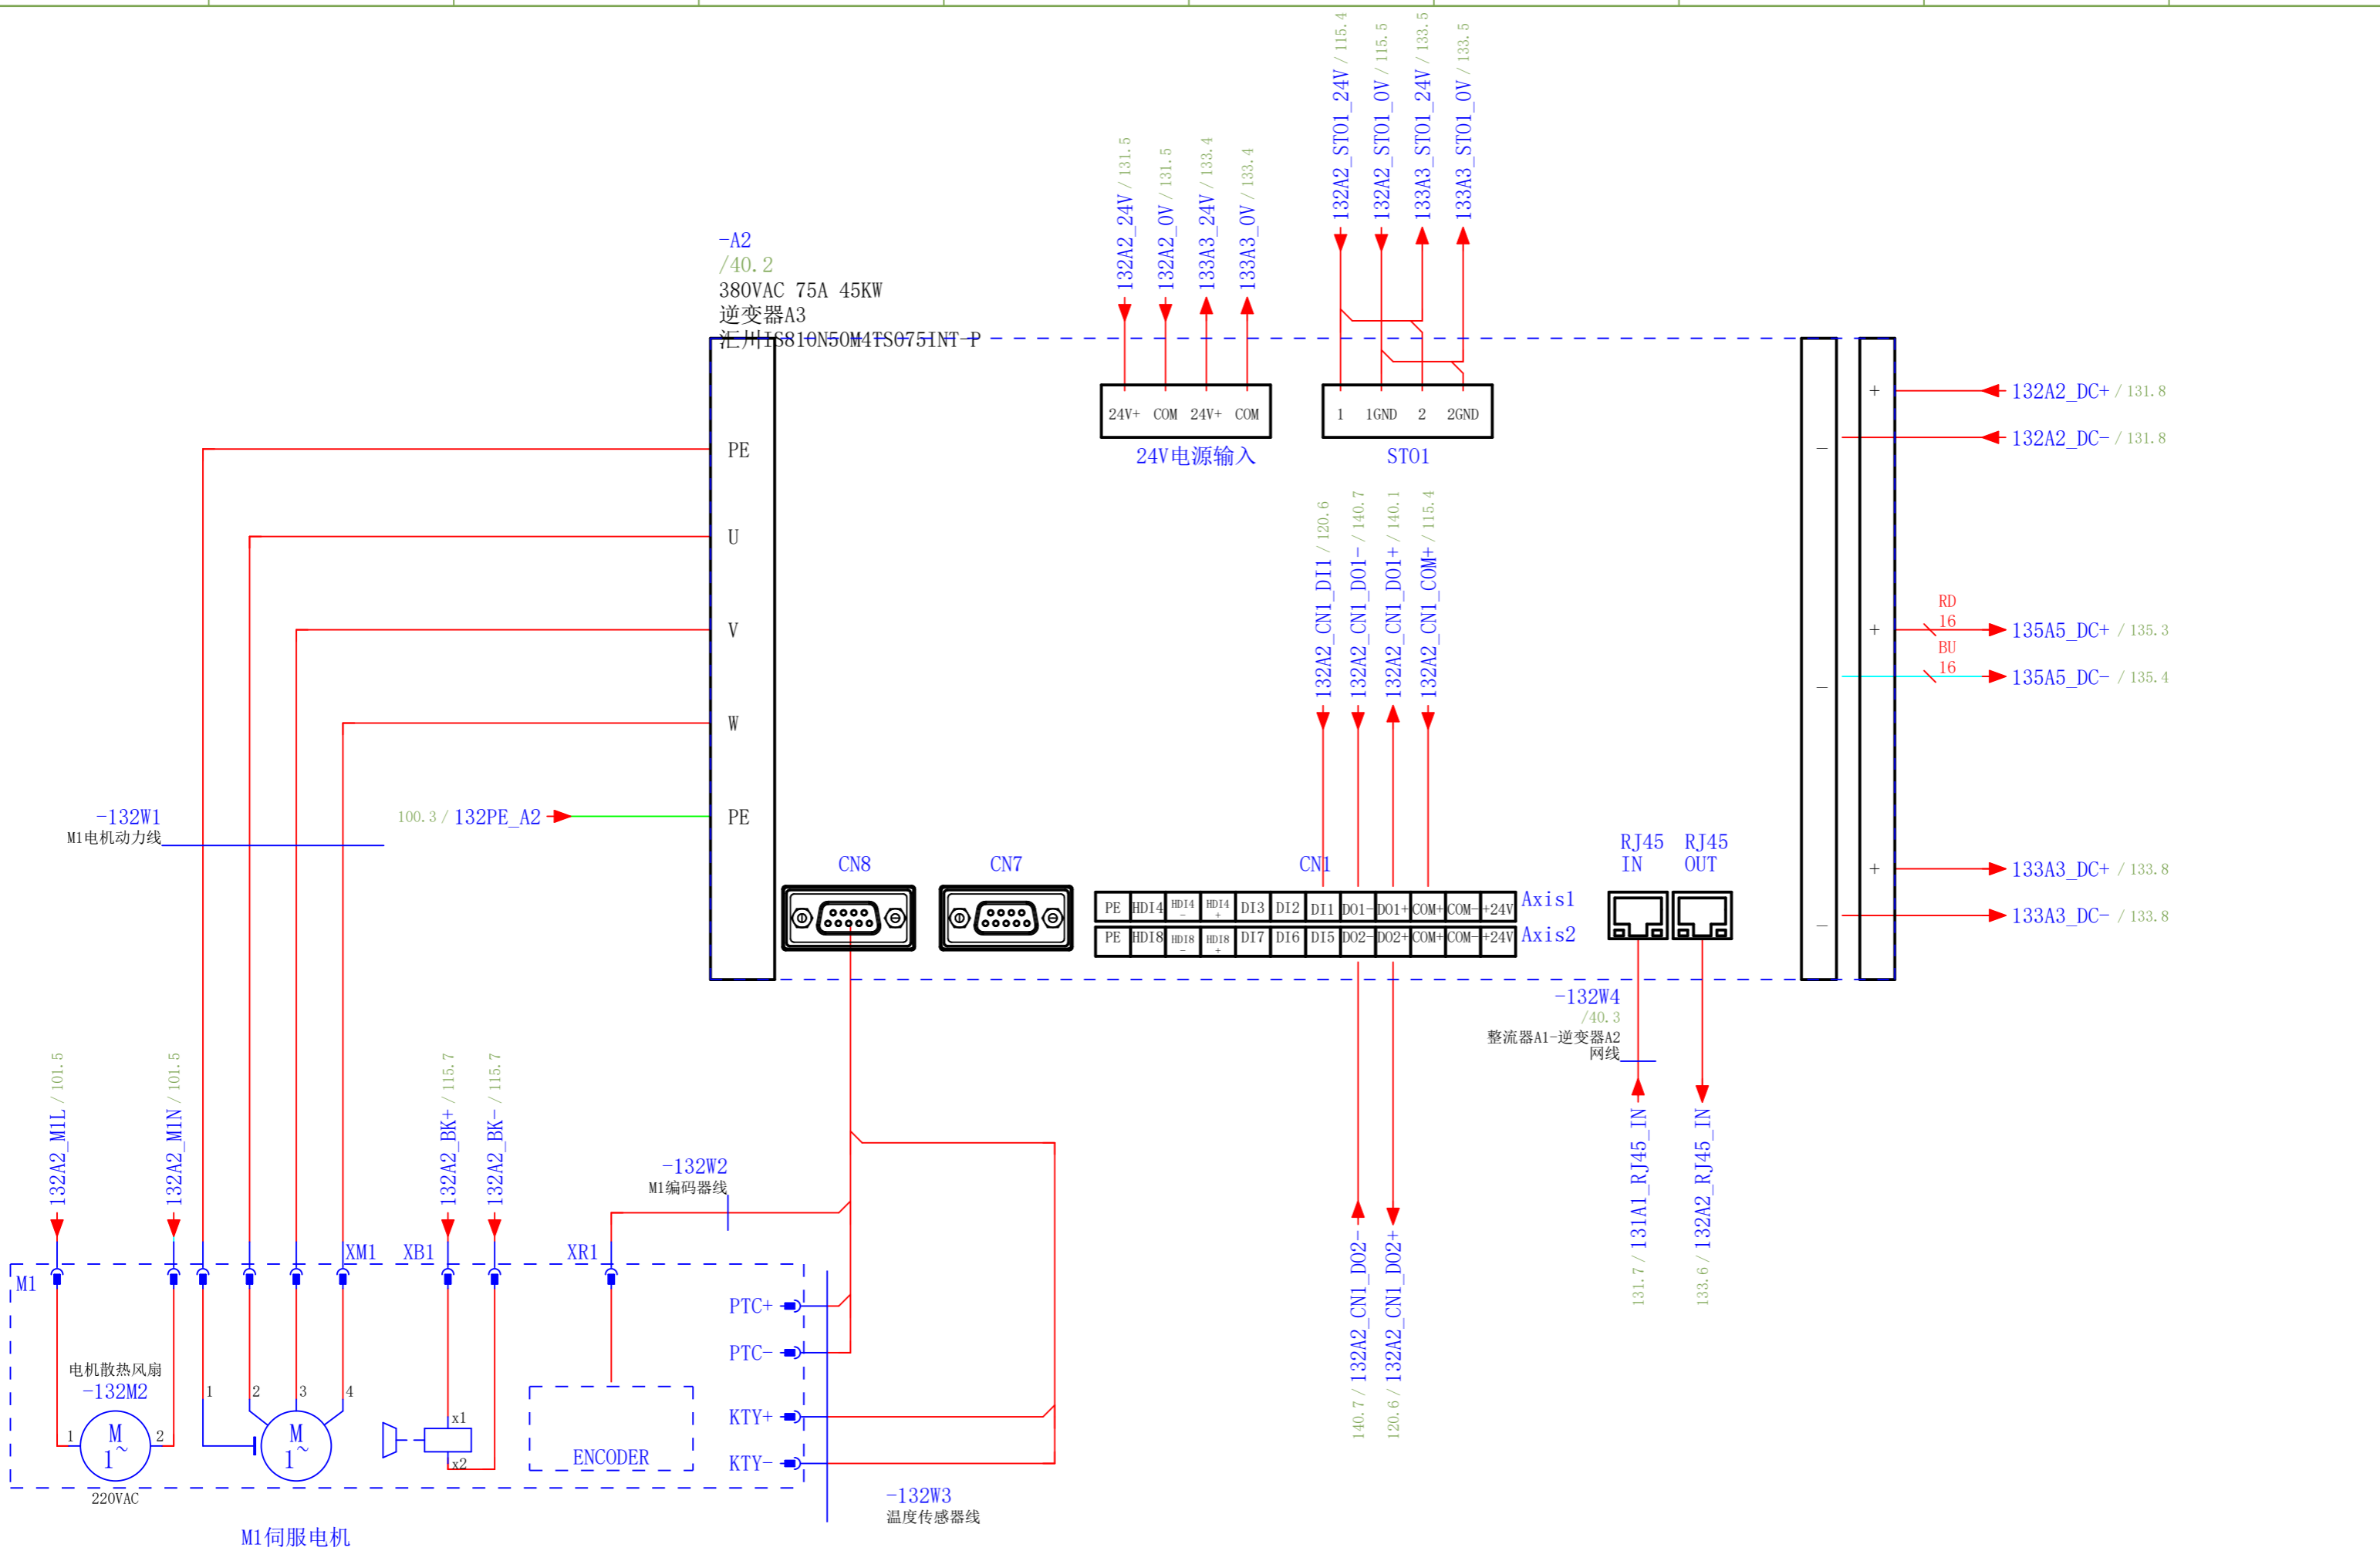 132A2_24V / 131.5
132A2_0V / 131.5
133A3_24V / 133.4
133A3_0V / 133.4
132A2_STO1_24V / 115.4
132A2_STO1_0V / 115.5
133A3_STO1_24V / 133.5
133A3_STO1_0V / 133.5
-A2
/40.2
380VAC 75A 45KW
逆变器A3
汇川IS810N50M4TS075INT-P
24V+ COM 24V+ COM
24V电源输入
1 1GND 2 2GND
STO1
+ 132A2_DC+ / 131.8
- 132A2_DC- / 131.8
PE
U
V
W
PE
132A2_CN1_DI1 / 120.6
132A2_CN1_DO1- / 140.7
132A2_CN1_DO1+ / 140.1
132A2_CN1_COM+ / 115.4
RD
16
+ 135A5_DC+ / 135.3
BU
16
- 135A5_DC- / 135.4
-132W1
M1电机动力线
100.3 / 132PE_A2
CN8
CN7
CN1
RJ45
IN
RJ45
OUT
+ 133A3_DC+ / 133.8
- 133A3_DC- / 133.8
PE HDI4 HDI4- HDI4+ DI3 DI2 DI1 DO1- DO1+ COM+ COM- +24V Axis1
PE HDI8 HDI8- HDI8+ DI7 DI6 DI5 DO2- DO2+ COM+ COM- +24V Axis2
-132W4
/40.3
整流器A1-逆变器A2
网线
132A2_M1L / 101.5
132A2_M1N / 101.5
132A2_BK+ / 115.7
132A2_BK- / 115.7
-132W2
M1编码器线
140.7 / 132A2_CN1_DO2-
120.6 / 132A2_CN1_DO2+
131.7 / 131A1_RJ45_IN
133.6 / 132A2_RJ45_IN
M1
XM1
XB1
XR1
PTC+
PTC-
KTY+
KTY-
电机散热风扇
-132M2
1 M 2
1~
220VAC
1 2 3 4
M
1~
x1
x2
ENCODER
-132W3
温度传感器线
M1伺服电机